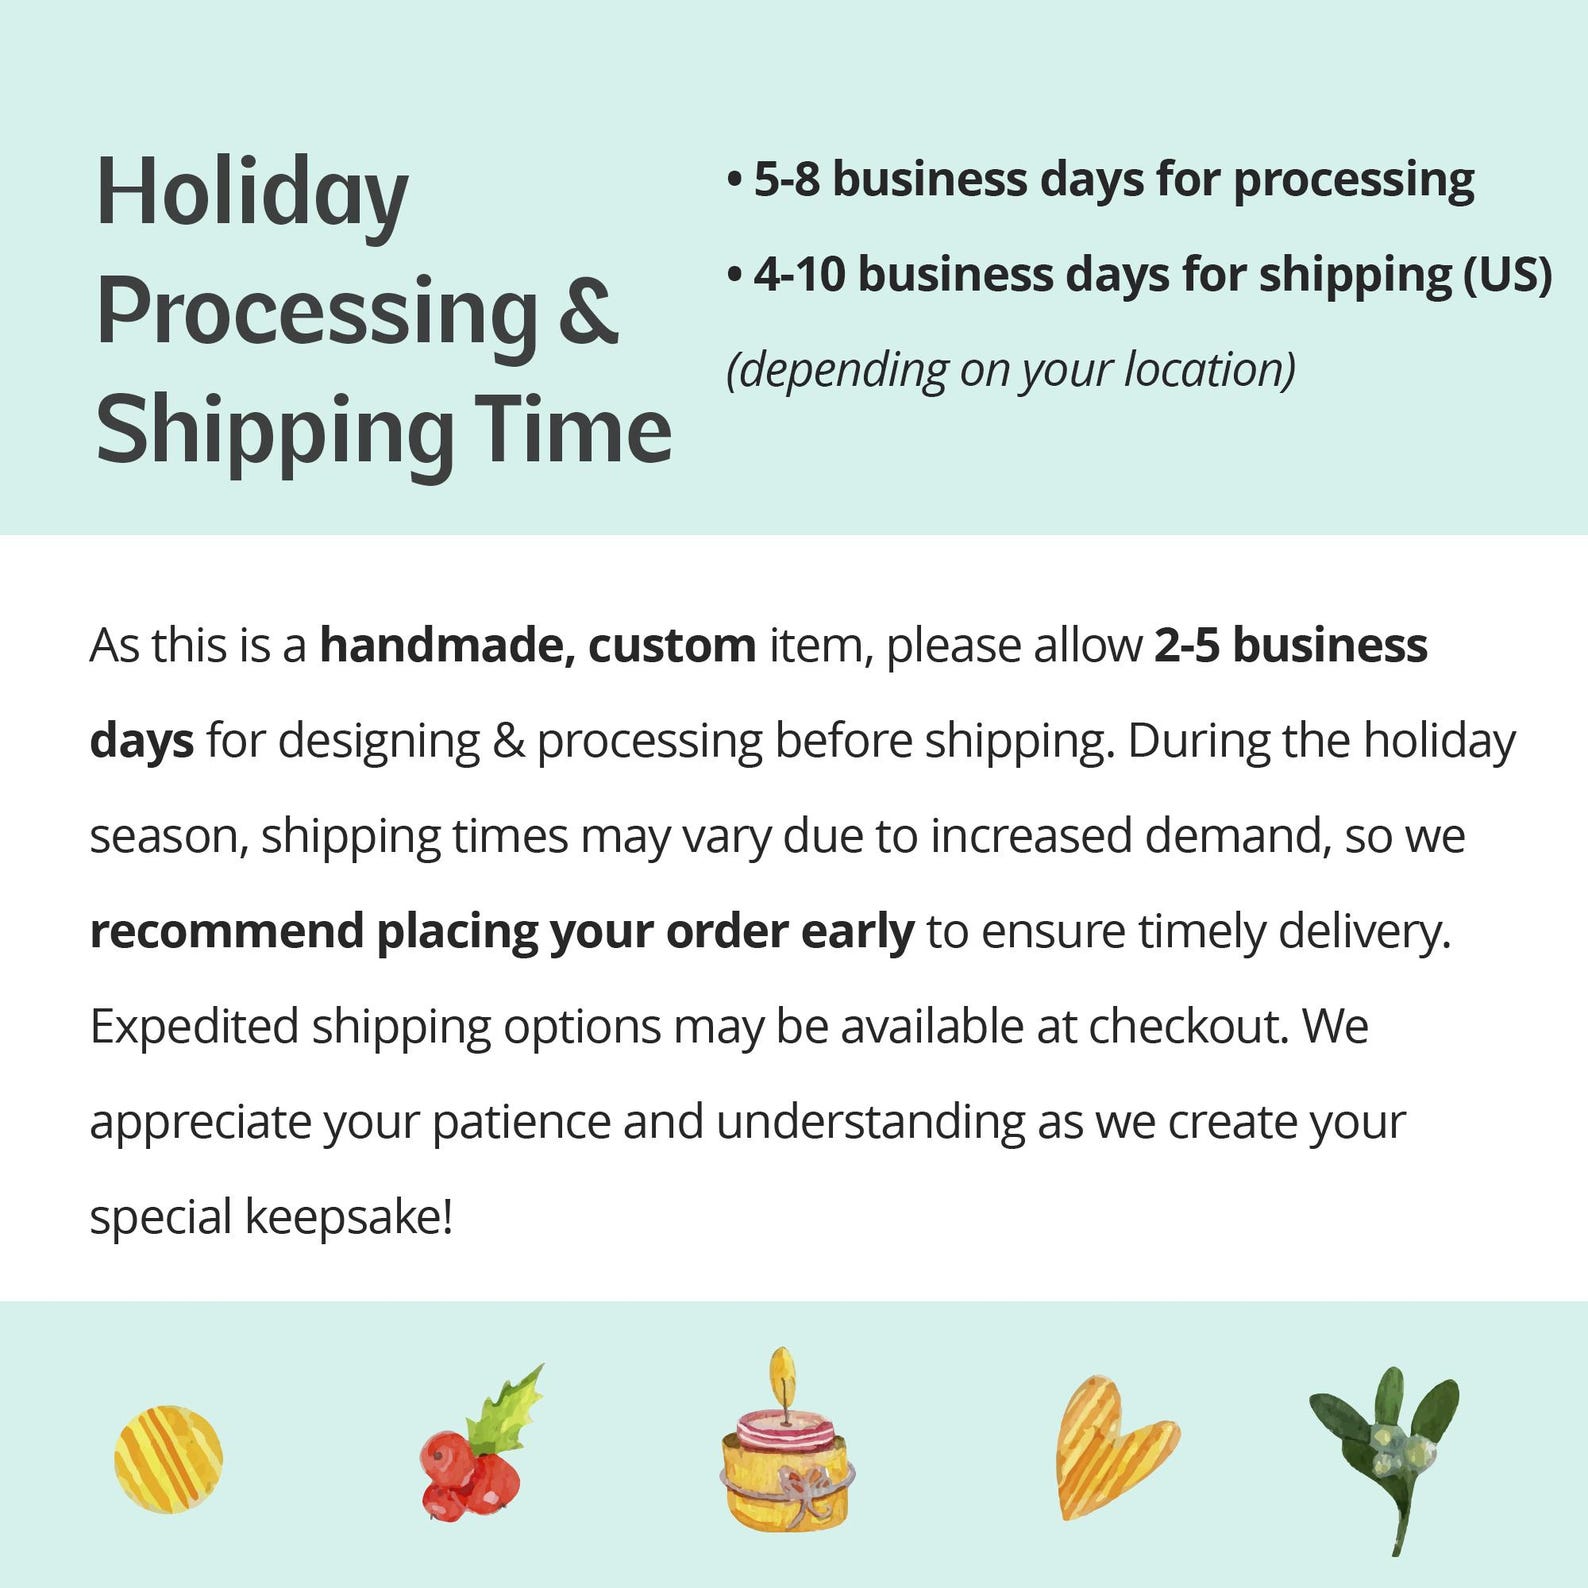 Holiday
Processing &
Shipping Time
• 5-8 business days for processing
• 4-10 business days for shipping (US)
(depending on your location)
As this is a handmade, custom item, please allow 2-5 business
days for designing & processing before shipping. During the holiday
season, shipping times may vary due to increased demand, so we
recommend placing your order early to ensure timely delivery.
Expedited shipping options may be available at checkout. We
appreciate your patience and understanding as we create your
special keepsake!